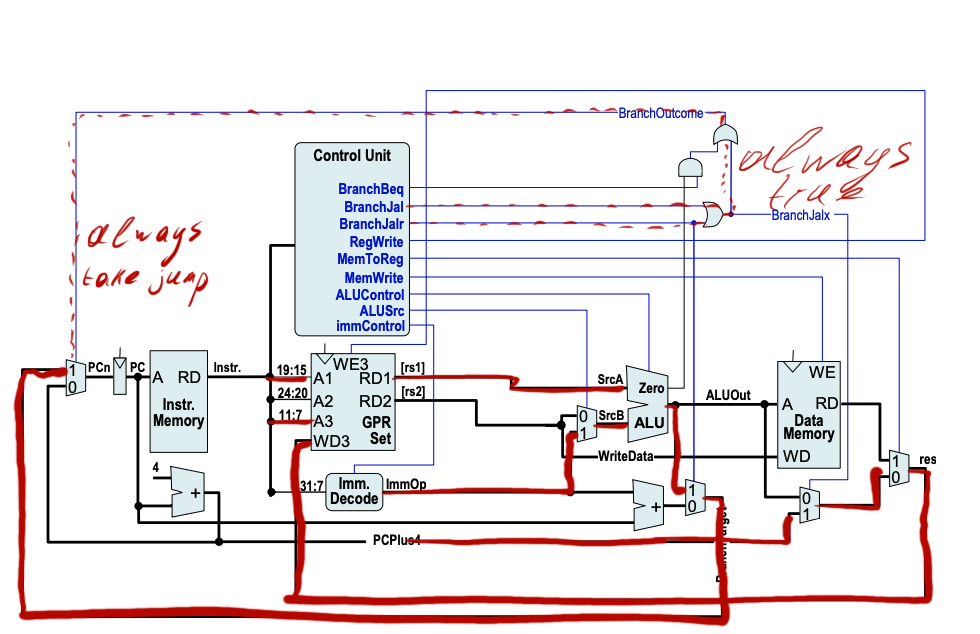 BranchOutcome
always
true
Control Unit
BranchBeq
BranchJal
BranchJalr
BranchJalx
RegWrite
MemToReg
MemWrite
ALUControl
ALUSrc
immControl
always
take jump
1
0
PCn
PC
A RD
Instr.
Memory
Instr.
19:15
24:20
11:7
31:7
WE3
A1 RD1
A2 RD2
A3 GPR
Set
WD3
[rs1]
[rs2]
Imm.
Decode
ImmOp
SrcA
0
1
SrcB
Zero
ALU
ALUOut
WriteData
WE
A RD
Data
Memory
WD
1
0
res
0
1
1
0
4
+
+
PCPlus4